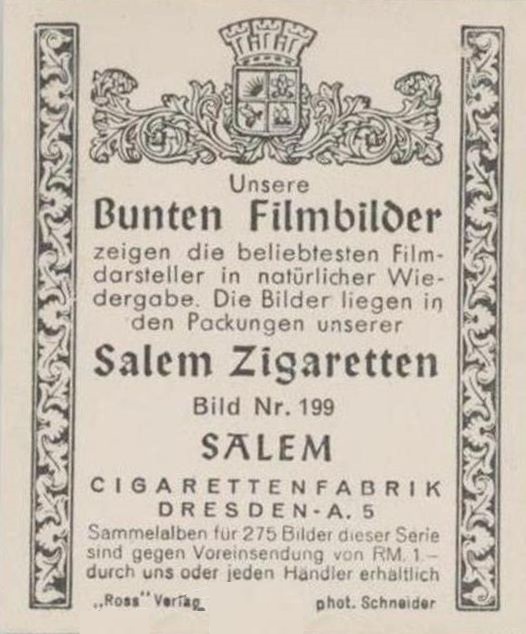 Unsere
Bunten Filmbilder
zeigen die beliebtesten Film-
darsteller in natürlicher Wie-
dergabe. Die Bilder liegen in
den Packungen unserer
Salem Zigaretten
Bild Nr. 199
SALEM
CIGARETTENFABRIK
DRESDEN-A. 5
Sammelalben für 275 Bilder dieser Serie
sind gegen Voreinsendung von RM. 1.–
durch uns oder jeden Händler erhältlich
„Ross“ Verlag
phot. Schneider